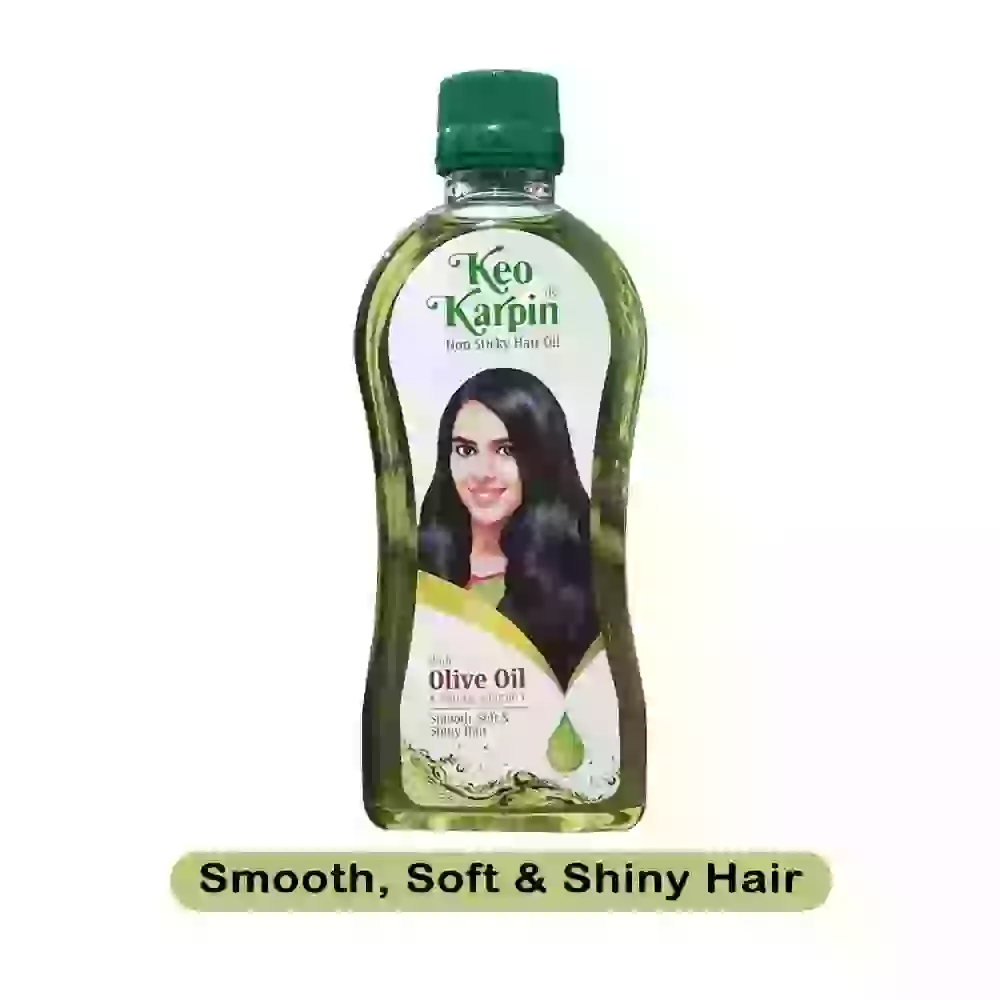 Keo
Karpin
Non Sticky Hair Oil
Olive Oil
Smooth, Soft &
Shiny Hair
Smooth, Soft & Shiny Hair